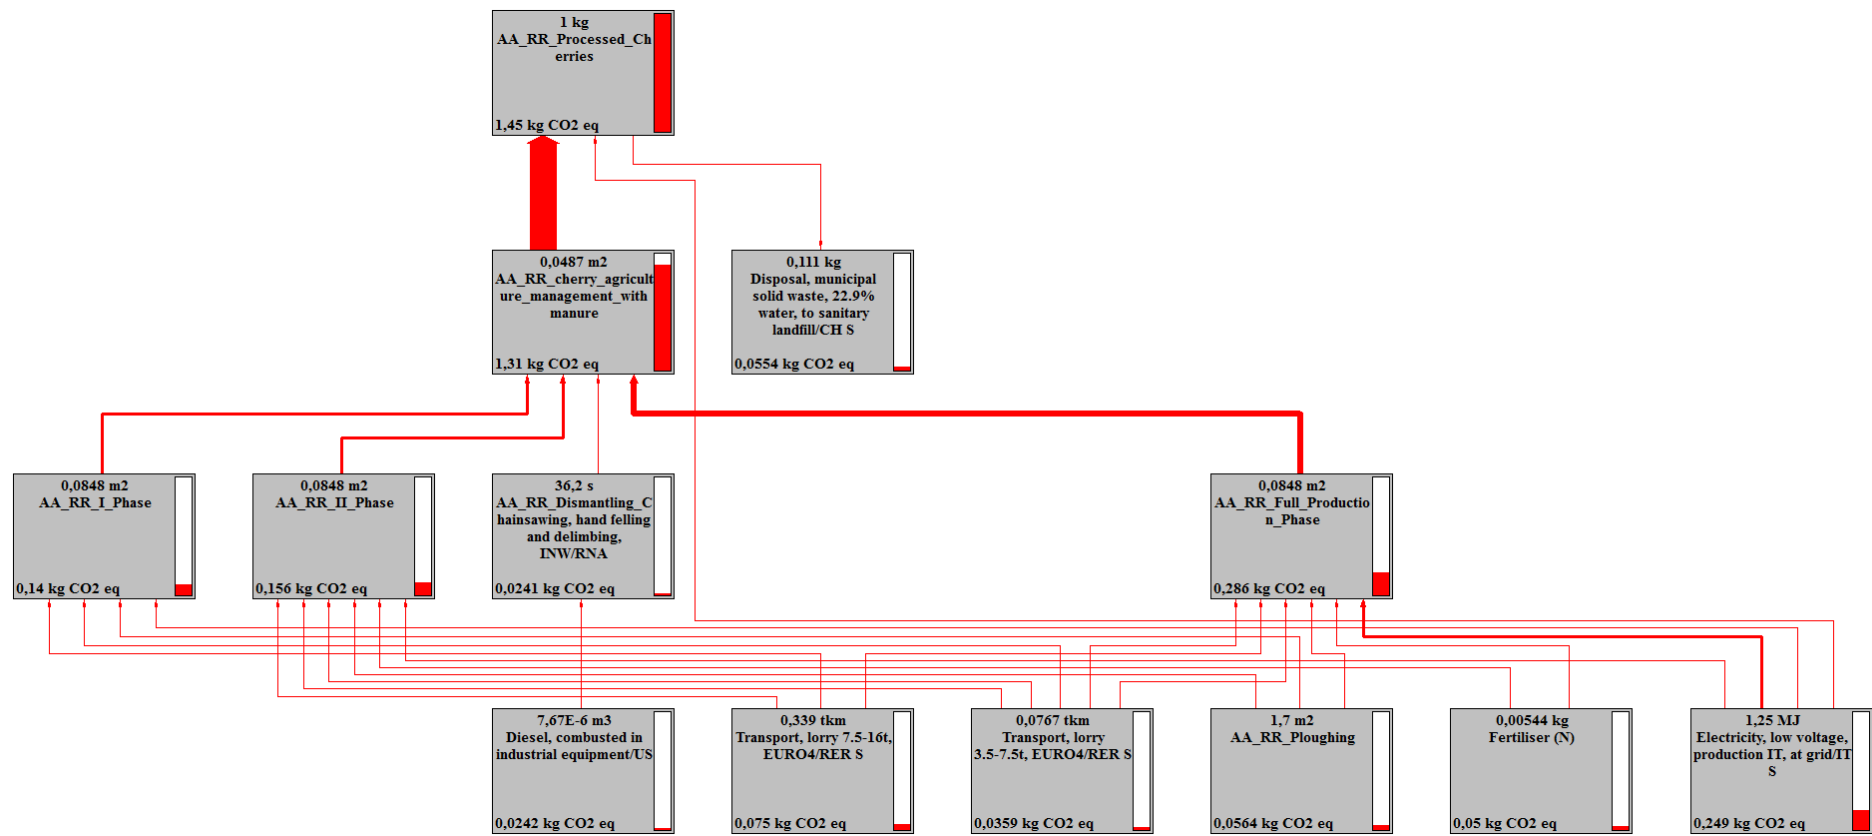 1 kg
AA_RR_Processed_Ch
erries
1,45 kg CO2 eq
0,0487 m2
AA_RR_cherry_agricult
ure_management_with
manure
1,31 kg CO2 eq
0,111 kg
Disposal, municipal
solid waste, 22.9%
water, to sanitary
landfill/CH S
0,0554 kg CO2 eq
0,0848 m2
AA_RR_I_Phase
0,14 kg CO2 eq
0,0848 m2
AA_RR_II_Phase
0,156 kg CO2 eq
36,2 s
AA_RR_Dismantling_C
hainsawing, hand felling
and delimbing,
INW/RNA
0,0241 kg CO2 eq
0,0848 m2
AA_RR_Full_Productio
n_Phase
0,286 kg CO2 eq
7,67E-6 m3
Diesel, combusted in
industrial equipment/US
0,0242 kg CO2 eq
0,339 tkm
Transport, lorry 7.5-16t,
EURO4/RER S
0,075 kg CO2 eq
0,0767 tkm
Transport, lorry
3.5-7.5t, EURO4/RER S
0,0359 kg CO2 eq
1,7 m2
AA_RR_Ploughing
0,0564 kg CO2 eq
0,00544 kg
Fertiliser (N)
0,05 kg CO2 eq
1,25 MJ
Electricity, low voltage,
production IT, at grid/IT
S
0,249 kg CO2 eq